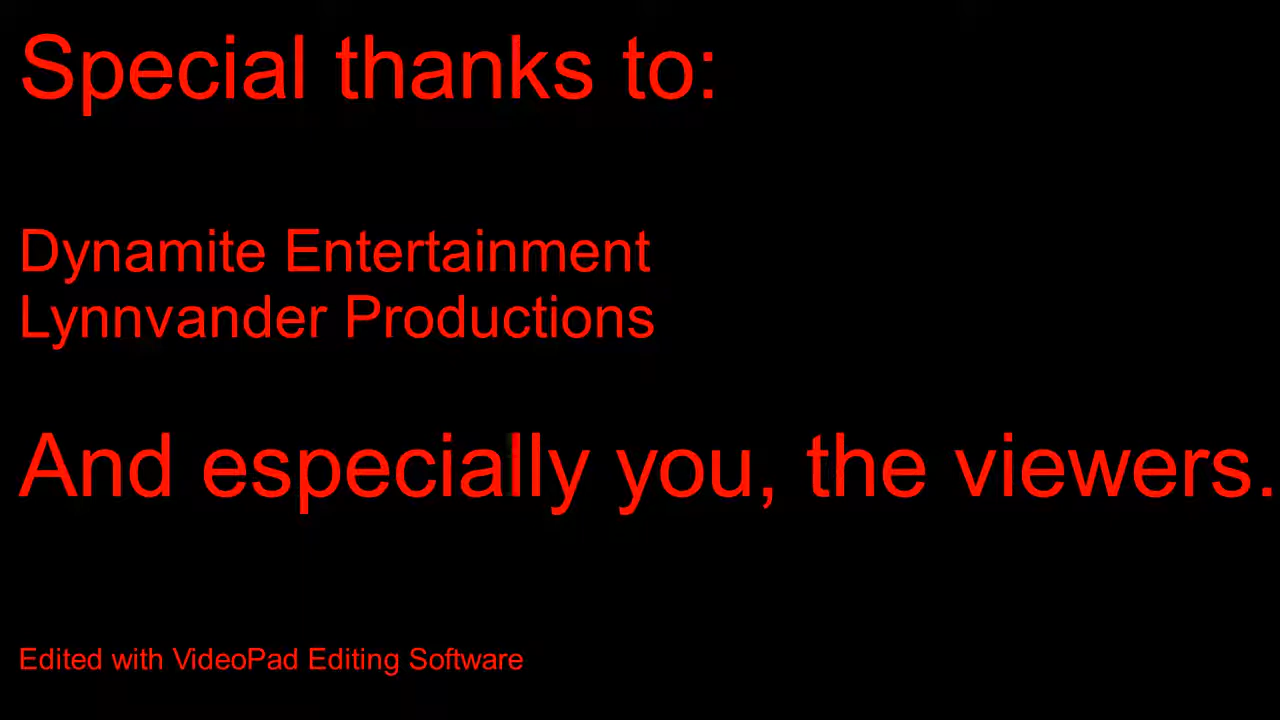 Special thanks to:
Dynamite Entertainment
Lynnvander Productions
And especially you, the viewers.
Edited with VideoPad Editing Software